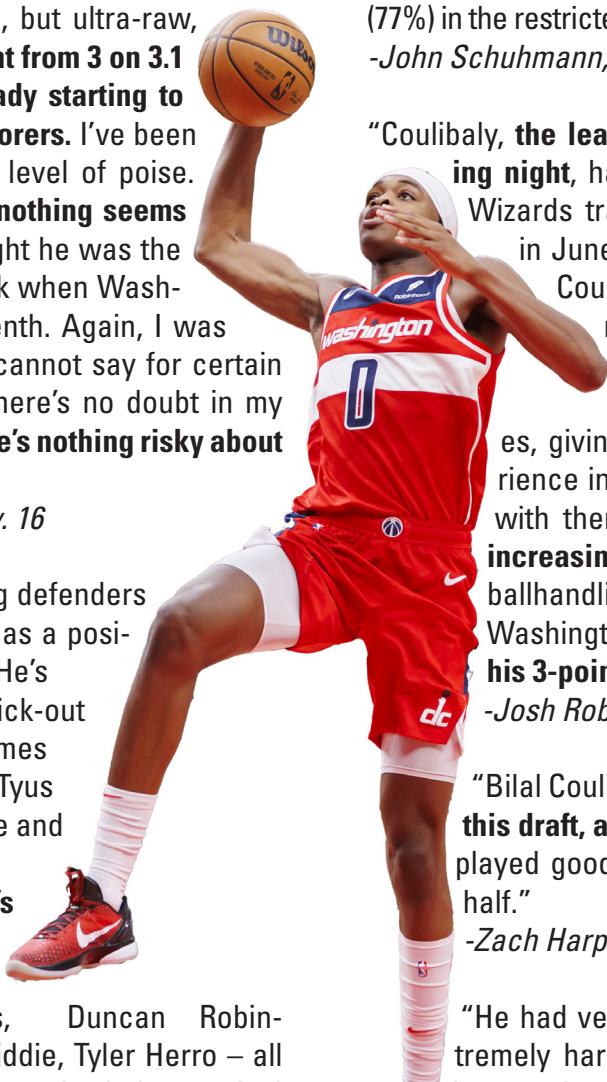 , but ultra-raw,
nt from 3 on 3.1
ady starting to
orers. I've been
level of poise.
nothing seems
ght he was the
k when Wash-
enth. Again, I was
cannot say for certain
here's no doubt in my
e's nothing risky about
. 16
g defenders
as a posi-
He's
ick-out
mes
Tyus
e and
's
s, Duncan Robin-
iddie, Tyler Herro – all
Wilson
Robinhood
washington
0
dc
(77%) in the restricte
-John Schuhmann,
“Coulibaly, the lea
ing night, ha
Wizards tra
in June
Cou
es, givin
rience in
with ther
increasin
ballhandli
Washingt
his 3-poin
-Josh Rob
“Bilal Coul
this draft, a
played good
half.”
-Zach Harp
“He had ve
tremely har